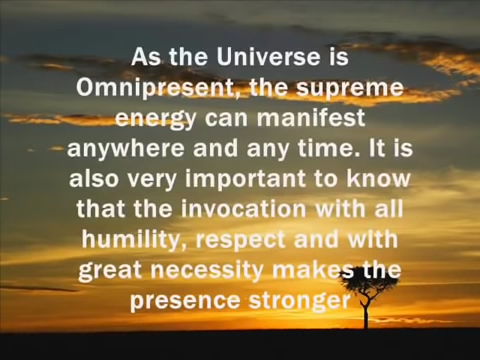 As the Universe is
Omnipresent, the supreme
energy can manifest
anywhere and any time. It is
also very important to know
that the invocation with all
humility, respect and with
great necessity makes the
presence stronger